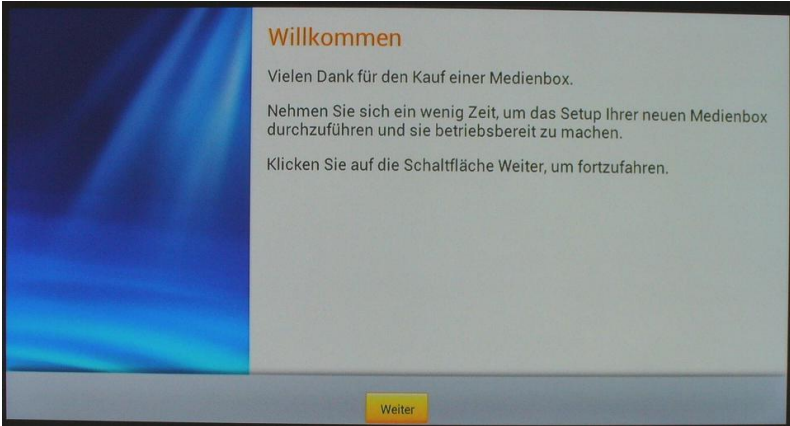 Willkommen
Vielen Dank für den Kauf einer Medienbox.
Nehmen Sie sich ein wenig Zeit, um das Setup Ihrer neuen Medienbox
durchzuführen und sie betriebsbereit zu machen.
Klicken Sie auf die Schaltfläche Weiter, um fortzufahren.
Weiter